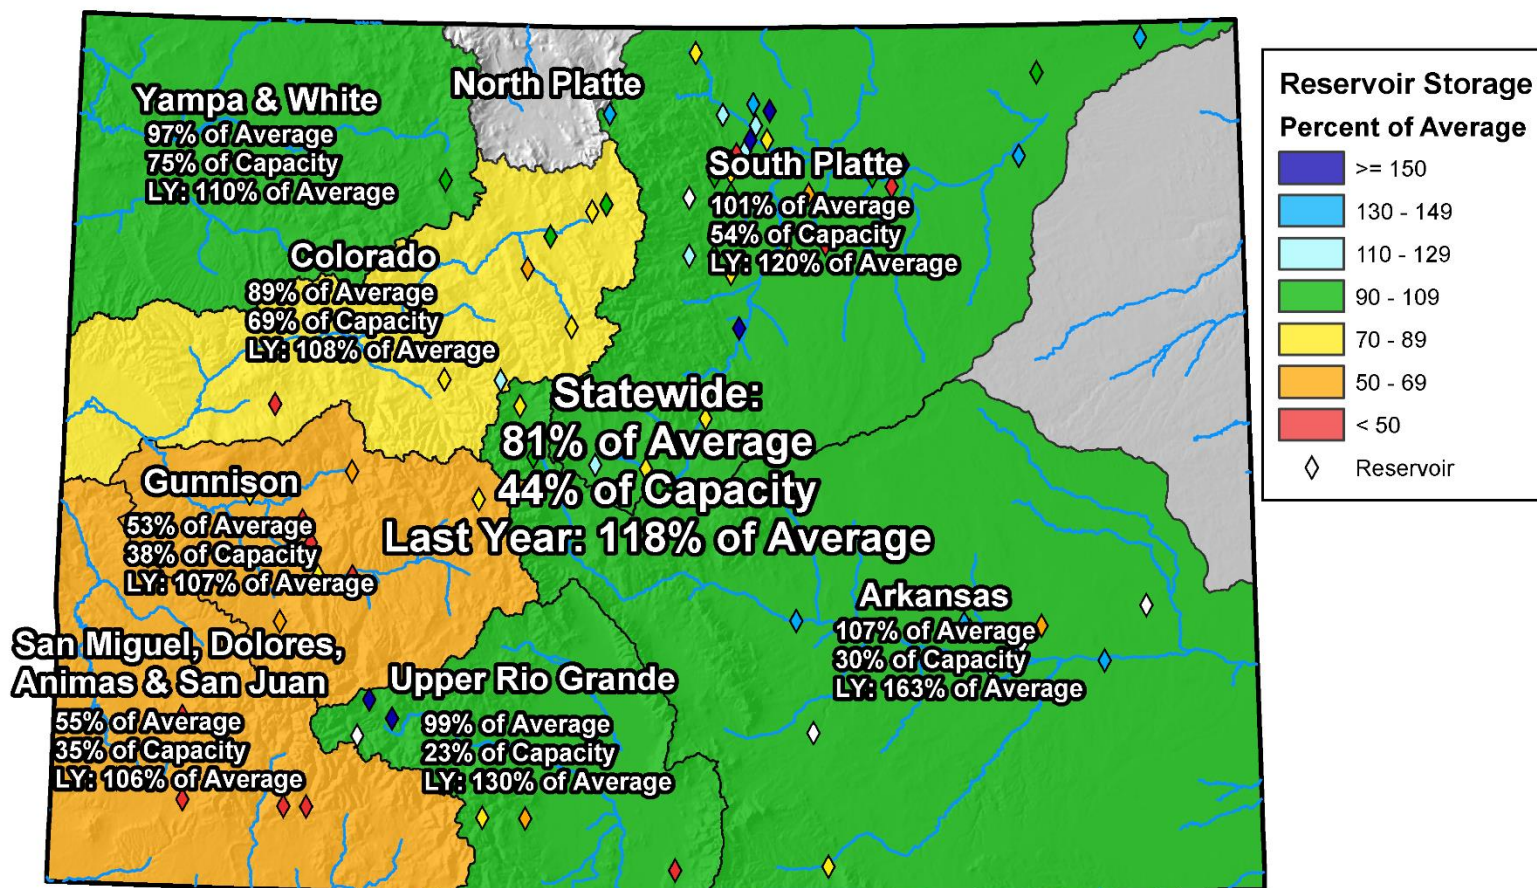 North Platte
Yampa & White
97% of Average
75% of Capacity
LY: 110% of Average
South Platte
101% of Average
54% of Capacity
LY: 120% of Average
Colorado
89% of Average
69% of Capacity
LY: 108% of Average
Statewide:
81% of Average
44% of Capacity
Last Year: 118% of Average
Gunnison
53% of Average
38% of Capacity
LY: 107% of Average
Arkansas
107% of Average
30% of Capacity
LY: 163% of Average
San Miguel, Dolores,
Animas & San Juan
55% of Average
35% of Capacity
LY: 106% of Average
Upper Rio Grande
99% of Average
23% of Capacity
LY: 130% of Average
Reservoir Storage
Percent of Average
>= 150
130 - 149
110 - 129
90 - 109
70 - 89
50 - 69
< 50
Reservoir